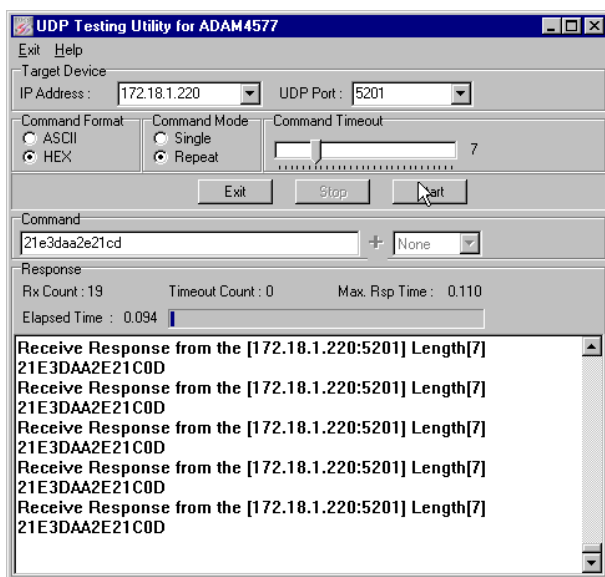 UDP Testing Utility for ADAM4577
Exit Help
Target Device
IP Address : 172.18.1.220 UDP Port : 5201
Command Format Command Mode Command Timeout
ASCII Single
HEX Repeat 7
Exit Stop Start
Command
21e3daa2e21cd + None
Response
Rx Count : 19 Timeout Count : 0 Max. Rsp Time : 0.110
Elapsed Time : 0.094
Receive Response from the [172.18.1.220:5201] Length[7]
21E3DAA2E21C0D
Receive Response from the [172.18.1.220:5201] Length[7]
21E3DAA2E21C0D
Receive Response from the [172.18.1.220:5201] Length[7]
21E3DAA2E21C0D
Receive Response from the [172.18.1.220:5201] Length[7]
21E3DAA2E21C0D
Receive Response from the [172.18.1.220:5201] Length[7]
21E3DAA2E21C0D